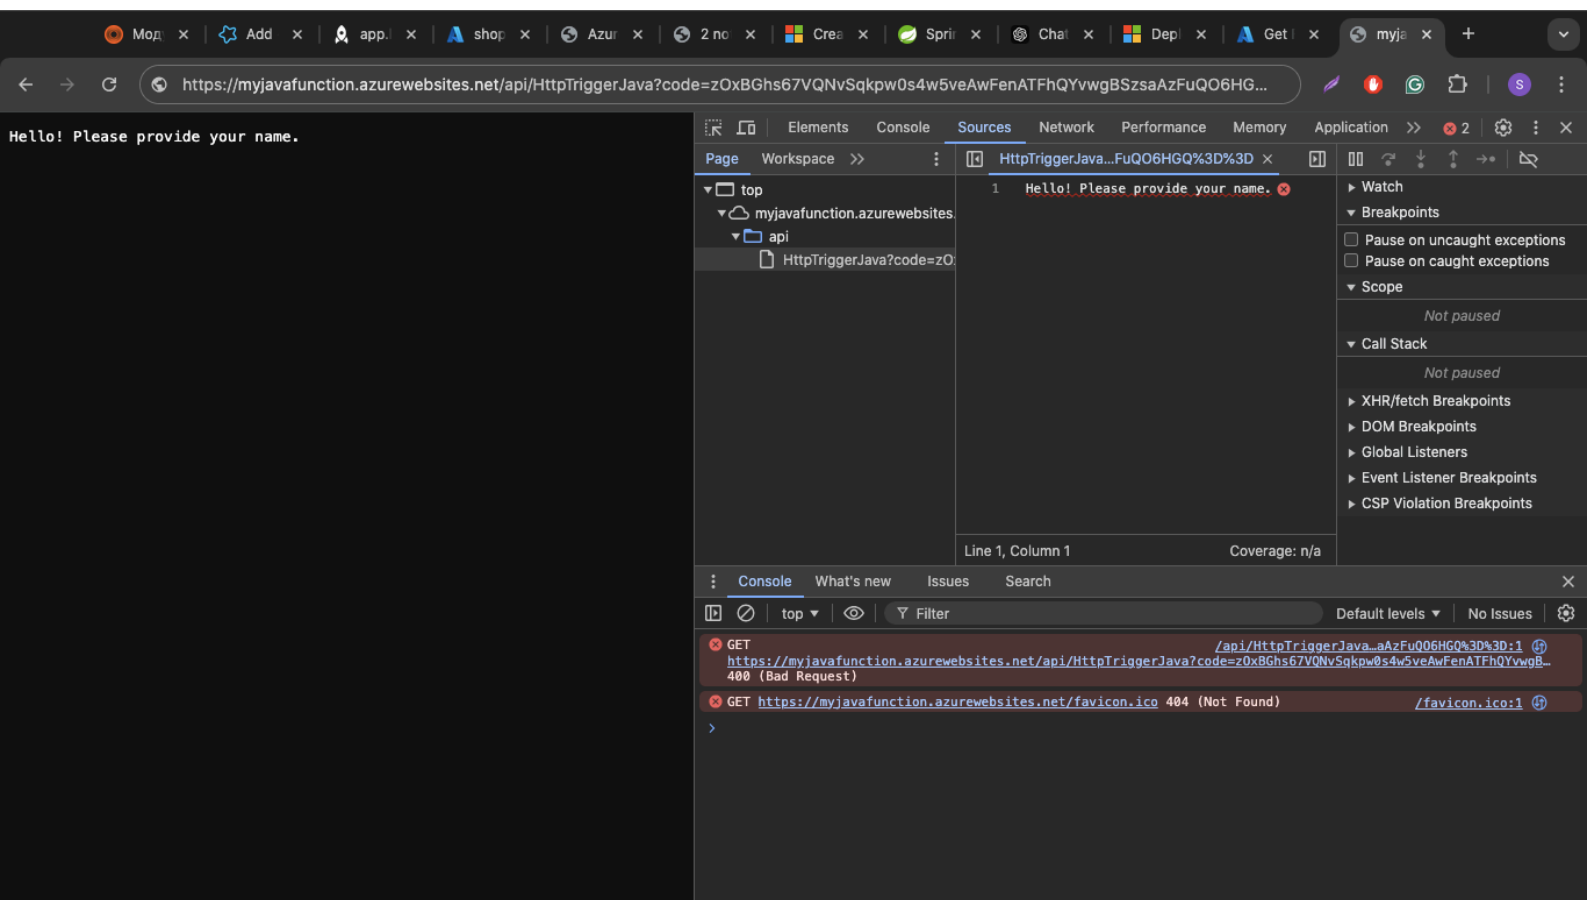 Мод
Add
app.
shop
Azur
2 no
Crea
Sprin
Chat
Depl
Get
myja
https://myjavafunction.azurewebsites.net/api/HttpTriggerJava?code=zOxBGhs67VQNvSqkpw0s4w5veAwFenATFhQYvwgBSzsaAzFuQO6HG...
S
Hello! Please provide your name.
Elements Console Sources Network Performance Memory Application 2
Page Workspace
HttpTriggerJava...FuQO6HGQ%3D%3D
top
myjavafunction.azurewebsites.
api
HttpTriggerJava?code=zO
1 Hello! Please provide your name.
Line 1, Column 1 Coverage: n/a
Watch
Breakpoints
Pause on uncaught exceptions
Pause on caught exceptions
Scope
Not paused
Call Stack
Not paused
XHR/fetch Breakpoints
DOM Breakpoints
Global Listeners
Event Listener Breakpoints
CSP Violation Breakpoints
Console What's new Issues Search
top Filter Default levels No Issues
GET /api/HttpTriggerJava…aAzFuQO6HGQ%3D%3D:1
https://myjavafunction.azurewebsites.net/api/HttpTriggerJava?code=zOxBGhs67VQNvSqkpw0s4w5veAwFenATFhQYvwgB…
400 (Bad Request)
GET https://myjavafunction.azurewebsites.net/favicon.ico 404 (Not Found) /favicon.ico:1